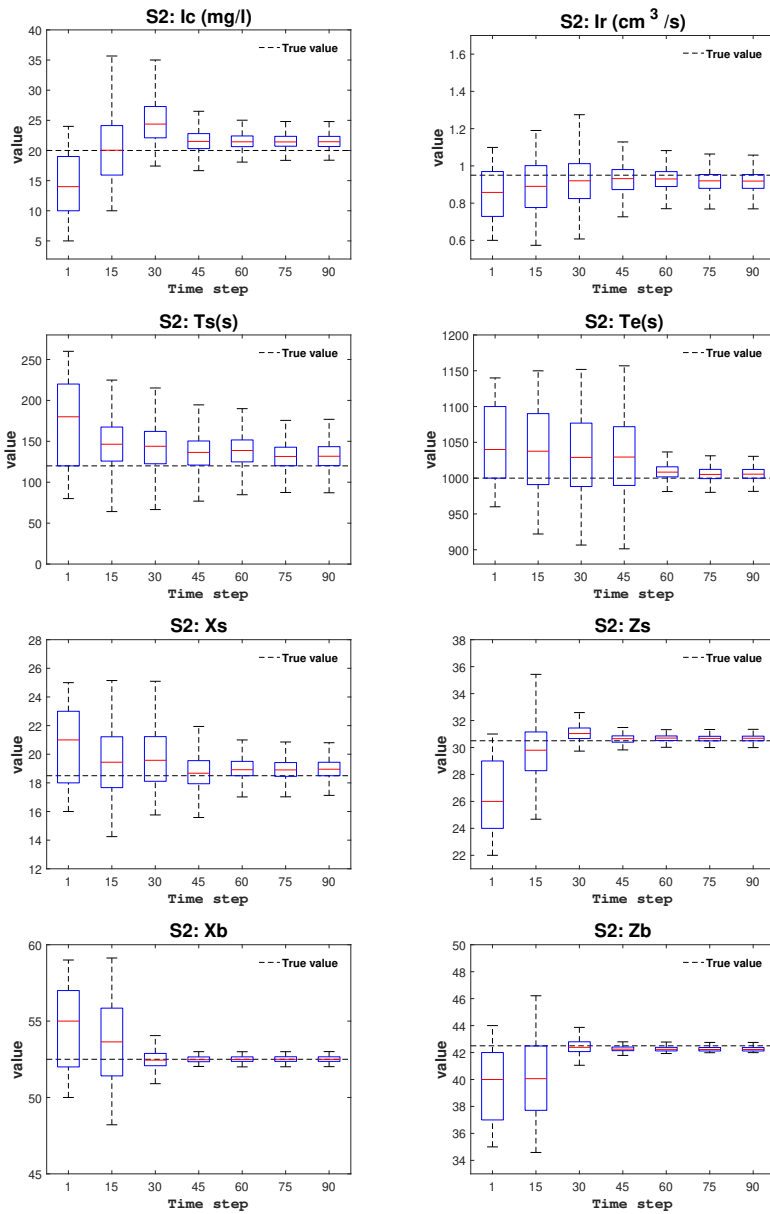 S2: Ic (mg/l)
True value
40
35
30
25
20
15
10
5
value
1 15 30 45 60 75 90
Time step
S2: Ir (cm 3 /s)
True value
1.6
1.4
1.2
1
0.8
0.6
value
1 15 30 45 60 75 90
Time step
S2: Ts(s)
True value
250
200
150
100
50
0
value
1 15 30 45 60 75 90
Time step
S2: Te(s)
True value
1200
1150
1100
1050
1000
950
900
value
1 15 30 45 60 75 90
Time step
S2: Xs
True value
28
26
24
22
20
18
16
14
12
value
1 15 30 45 60 75 90
Time step
S2: Zs
True value
38
36
34
32
30
28
26
24
22
value
1 15 30 45 60 75 90
Time step
S2: Xb
True value
60
55
50
45
value
1 15 30 45 60 75 90
Time step
S2: Zb
True value
50
48
46
44
42
40
38
36
34
value
1 15 30 45 60 75 90
Time step